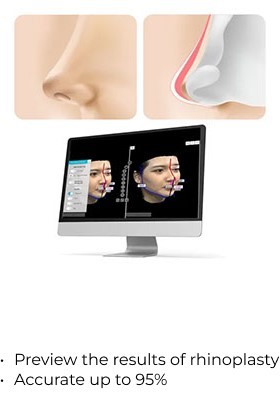 • Preview the results of rhinoplasty
• Accurate up to 95%